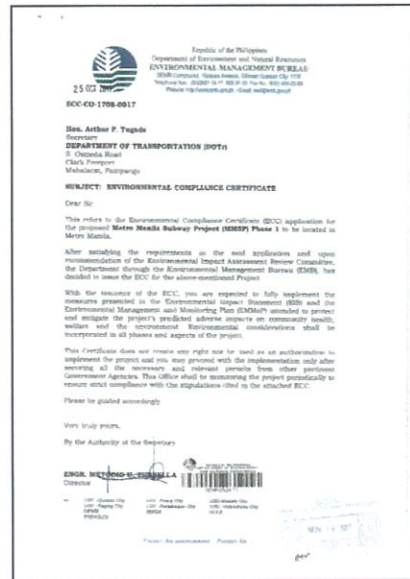 Republic of the Philippines
Department of Environment and Natural Resources
ENVIRONMENTAL MANAGEMENT BUREAU
25 OCT
ECC-CO-1708-0017
Hon. Arthur P. Tugade
Secretary
DEPARTMENT OF TRANSPORTATION (DOTr)
S. Osmeña Road
Clark Freeport
Mabalacat, Pampanga
SUBJECT: ENVIRONMENTAL COMPLIANCE CERTIFICATE
Dear Sir
This refers to the Environmental Compliance Certificate (ECC) application for
the proposed Metro Manila Subway Project (MMSP) Phase 1 to be located in
Metro Manila.
After satisfying the requirements in the said application and upon
recommendation of the Environmental Impact Assessment Review Committee,
the Department through the Environmental Management Bureau (EMB), has
decided to issue the ECC for the above-mentioned Project
With the issuance of the ECC, you are expected to fully implement the
measures presented in the Environmental Impact Statement (EIS) and the
Environmental Management and Monitoring Plan (EMMoP) intended to protect
and mitigate the project's predicted adverse impacts on community health,
welfare and the environment Environmental considerations shall be
incorporated in all phases and aspects of the project.
This Certificate does not create any right nor be used as an authorization to
implement the project and you may proceed with the implementation only after
securing all the necessary and relevant permits from other pertinent
Government Agencies. This Office shall be monitoring the project periodically to
ensure strict compliance with the stipulations cited in the attached ECC.
Please be guided accordingly
Very truly yours,
By the Authority of the Secretary
ENGR. METODIO U. TURBELLA
Director